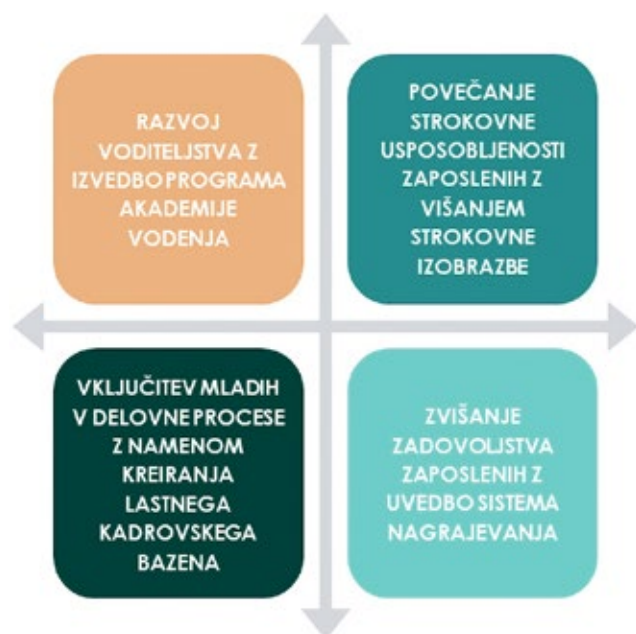 RAZVOJ
VODITELJSTVA Z
IZVEDBO PROGRAMA
AKADEMIJE
VODENJA
POVEČANJE
STROKOVNE
USPOSOBLJENOSTI
ZAPOSLENIH Z
VIŠANJEM
STROKOVNE
IZOBRAZBE
VKLJUČITEV MLADIH
V DELOVNE PROCESE
Z NAMENOM
KREIRANJA
LASTNEGA
KADROVSKEGA
BAZENA
ZVIŠANJE
ZADOVOLJSTVA
ZAPOSLENIH Z
UVEDBO SISTEMA
NAGRAJEVANJA